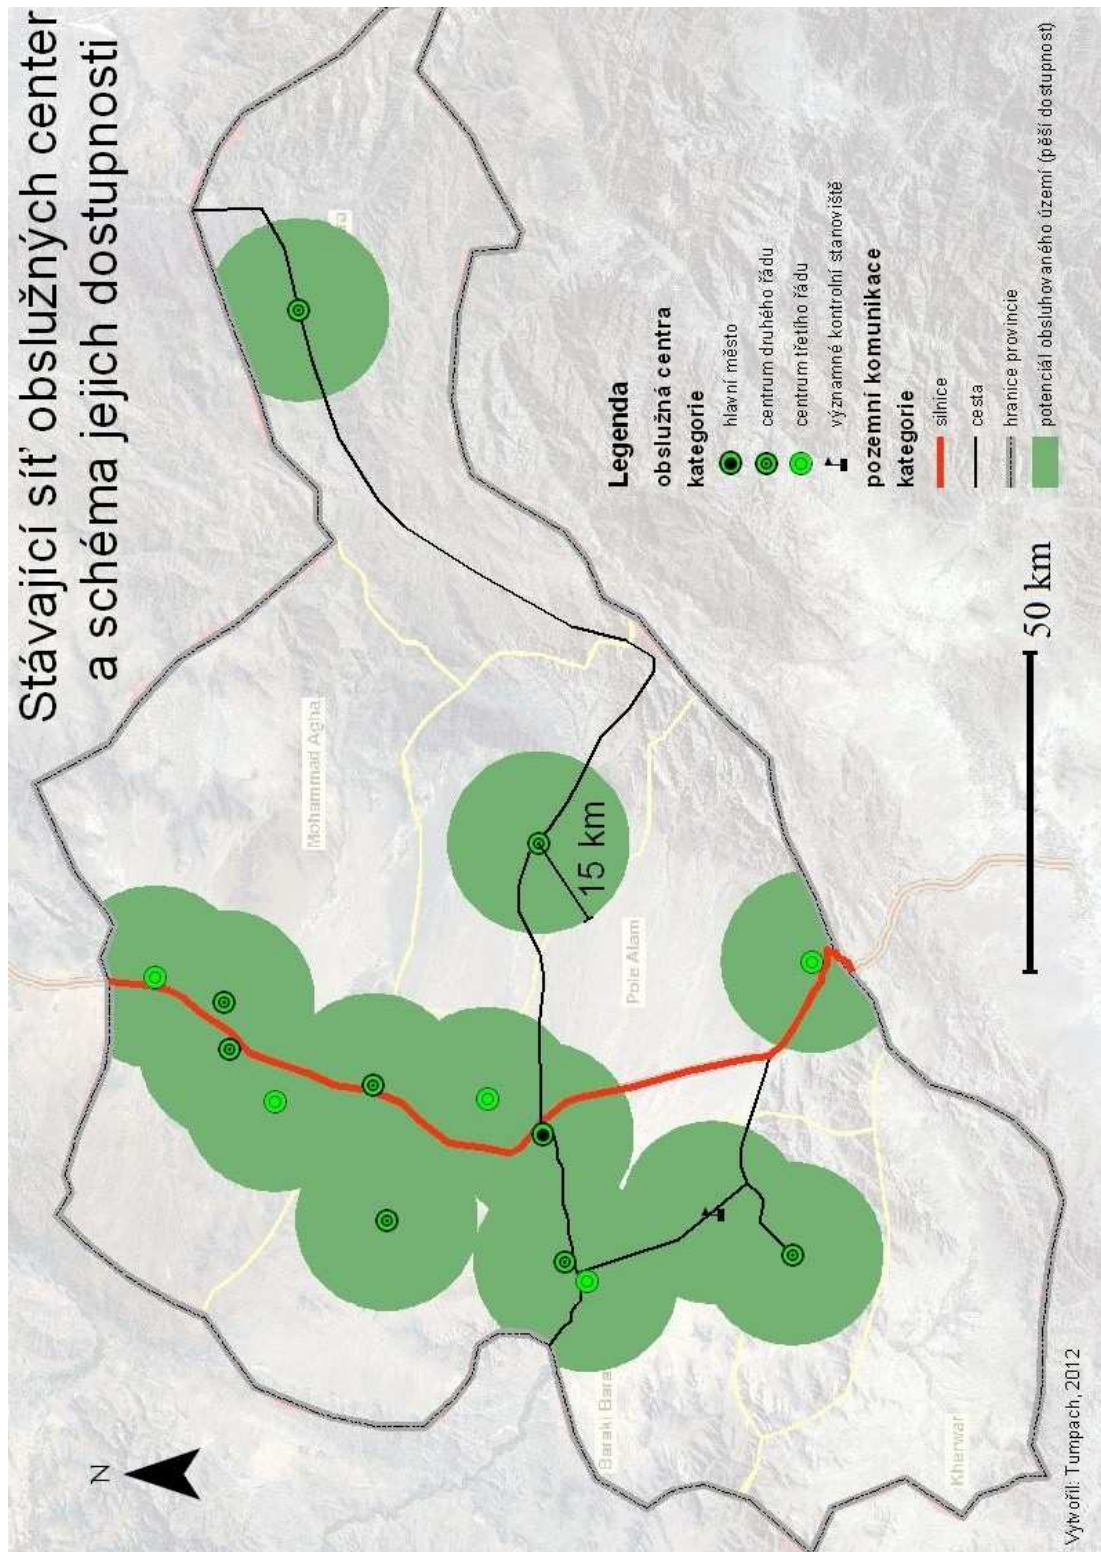 Stávající síť obslužných center
a schéma jejich dostupnosti
N
Mohammad Agha
15 km
Pole Alam
Kherwar
Legenda
obslužná centra
kategorie
hlavní město
centrum druhého řádu
centrum třetího řádu
významné kontrolní stanoviště
pozemní komunikace
kategorie
silnice
cesta
hranice provincie
potenciál obsluhovaného území (pěší dostupnost)
50 km
Vytvořil: Tumpach, 2012